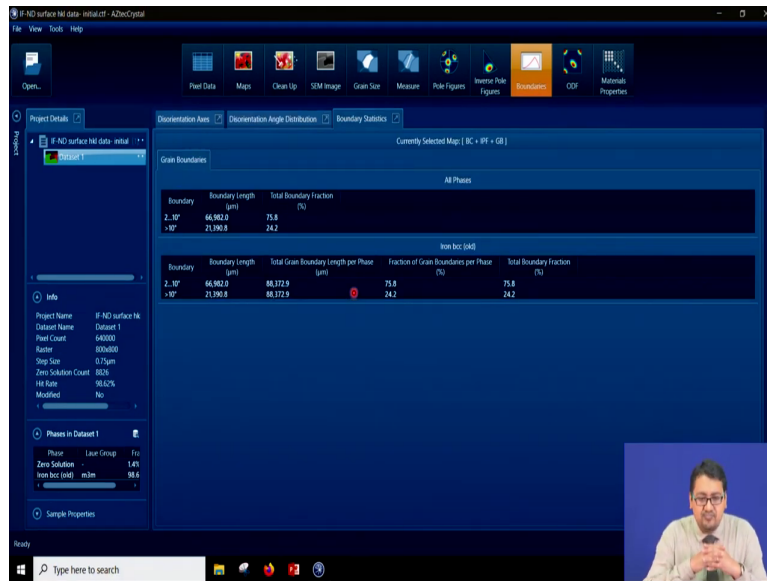 IF-ND surface hkl data- initial.ctf - AZtecCrystal
File View Tools Help
Open...
Pixel Data
Maps
Clean Up
SEM Image
Grain Size
Measure
Pole Figures
Inverse Pole Figures
Boundaries
ODF
Materials Properties
Project
Project Details
IF-ND surface hkl data- initial
Dataset 1
Disorientation Axes
Disorientation Angle Distribution
Boundary Statistics
Currently Selected Map: [ BC + IPF + GB ]
Grain Boundaries
All Phases
Boundary Boundary Length (μm) Total Boundary Fraction (%)
2...10° 66,982.0 75.8
>10° 21,390.8 24.2
Iron bcc (old)
Boundary Boundary Length (μm) Total Grain Boundary Length per Phase (μm) Fraction of Grain Boundaries per Phase (%) Total Boundary Fraction (%)
2...10° 66,982.0 88,372.9 75.8 75.8
>10° 21,390.8 88,372.9 24.2 24.2
Info
Project Name IF-ND surface hk
Dataset Name Dataset 1
Pixel Count 640000
Raster 800x800
Step Size 0.75μm
Zero Solution Count 8826
Hit Rate 98.62%
Modified No
Phases in Dataset 1
Phase Laue Group Fra
Zero Solution - 1.4%
Iron bcc (old) m3m 98.6
Sample Properties
Ready
Type here to search